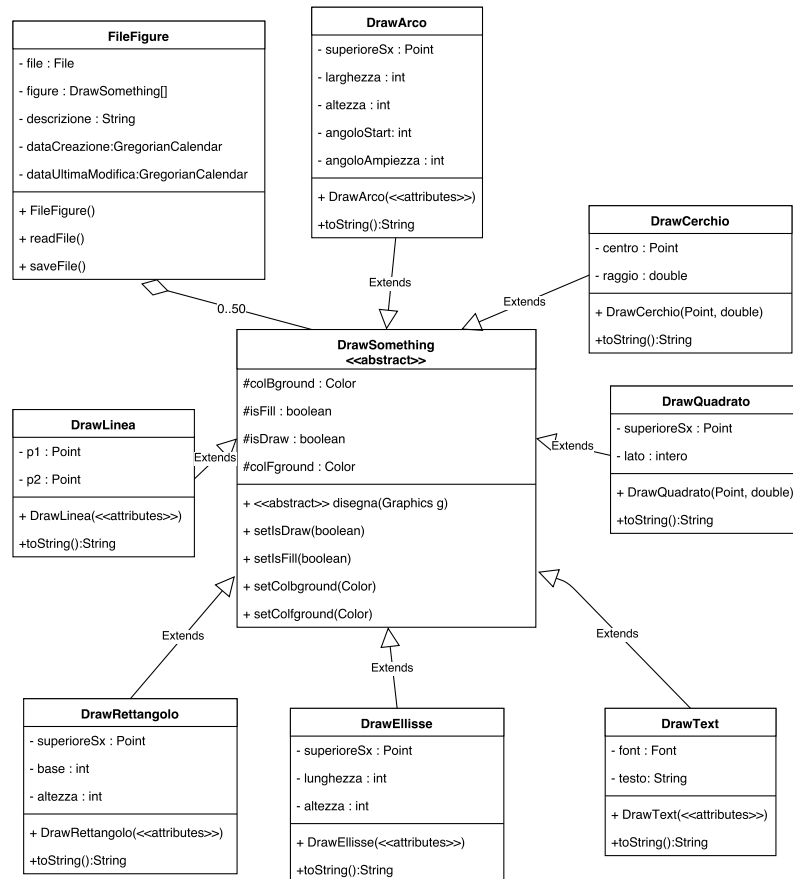 FileFigure
- file : File
- figure : DrawSomething[]
- descrizione : String
- dataCreazione:GregorianCalendar
- dataUltimaModifica:GregorianCalendar
+ FileFigure()
+ readFile()
+ saveFile()
DrawArco
- superioreSx : Point
- larghezza : int
- altezza : int
- angoloStart: int
- angoloAmpiezza : int
+ DrawArco(<<attributes>>)
+toString():String
DrawCerchio
- centro : Point
- raggio : double
+ DrawCerchio(Point, double)
+toString():String
Extends
Extends
0..50
DrawSomething
<<abstract>>
#colBground : Color
#isFill : boolean
#isDraw : boolean
#colFground : Color
+ <<abstract>> disegna(Graphics g)
+ setIsDraw(boolean)
+ setIsFill(boolean)
+ setColbground(Color)
+ setColfground(Color)
DrawLinea
- p1 : Point
- p2 : Point
+ DrawLinea(<<attributes>>)
+toString():String
Extends
DrawQuadrato
- superioreSx : Point
- lato : intero
+ DrawQuadrato(Point, double)
+toString():String
Extends
Extends
Extends
Extends
DrawRettangolo
- superioreSx : Point
- base : int
- altezza : int
+ DrawRettangolo(<<attributes>>)
+toString():String
DrawEllisse
- superioreSx : Point
- lunghezza : int
- altezza : int
+ DrawEllisse(<<attributes>>)
+toString():String
DrawText
- font : Font
- testo: String
+ DrawText(<<attributes>>)
+toString():String